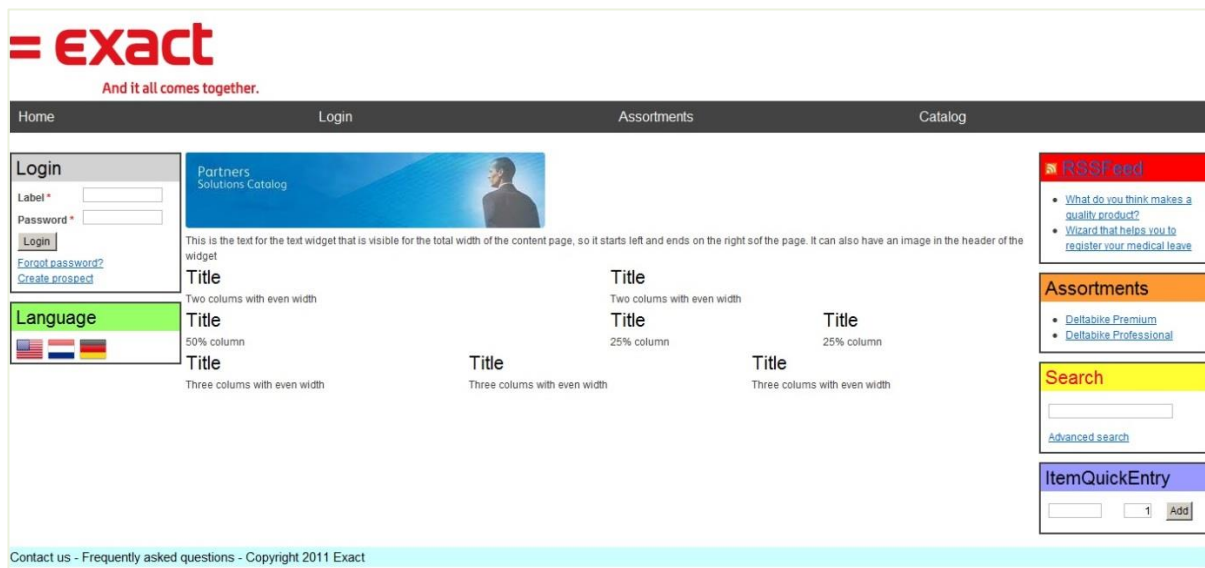 = exact
And it all comes together.
Home Login Assortments Catalog
Login
Label *
Password *
Login
Forgot password?
Create prospect
Language
Partners
Solutions Catalog
This is the text for the text widget that is visible for the total width of the content page, so it starts left and ends on the right sof the page. It can also have an image in the header of the
widget
Title Title
Two colums with even width Two colums with even width
Title Title Title
50% column 25% column 25% column
Title Title Title
Three colums with even width Three colums with even width Three colums with even width
RSSFeed
What do you think makes a
quality product?
Wizard that helps you to
register your medical leave
Assortments
Deltabike Premium
Deltabike Professional
Search
Advanced search
ItemQuickEntry
1 Add
Contact us - Frequently asked questions - Copyright 2011 Exact